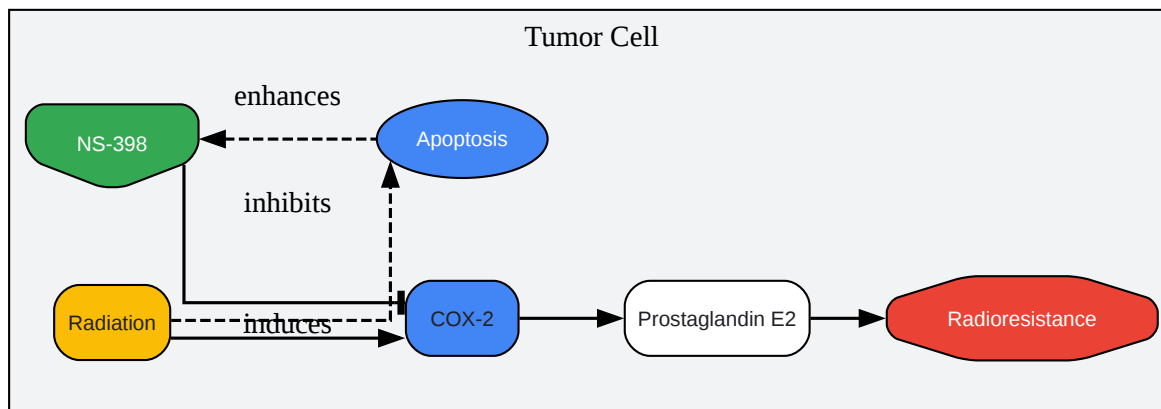 Tumor Cell
enhances
NS-398
Apoptosis
inhibits
Radiation
induces
COX-2
Prostaglandin E2
Radioresistance